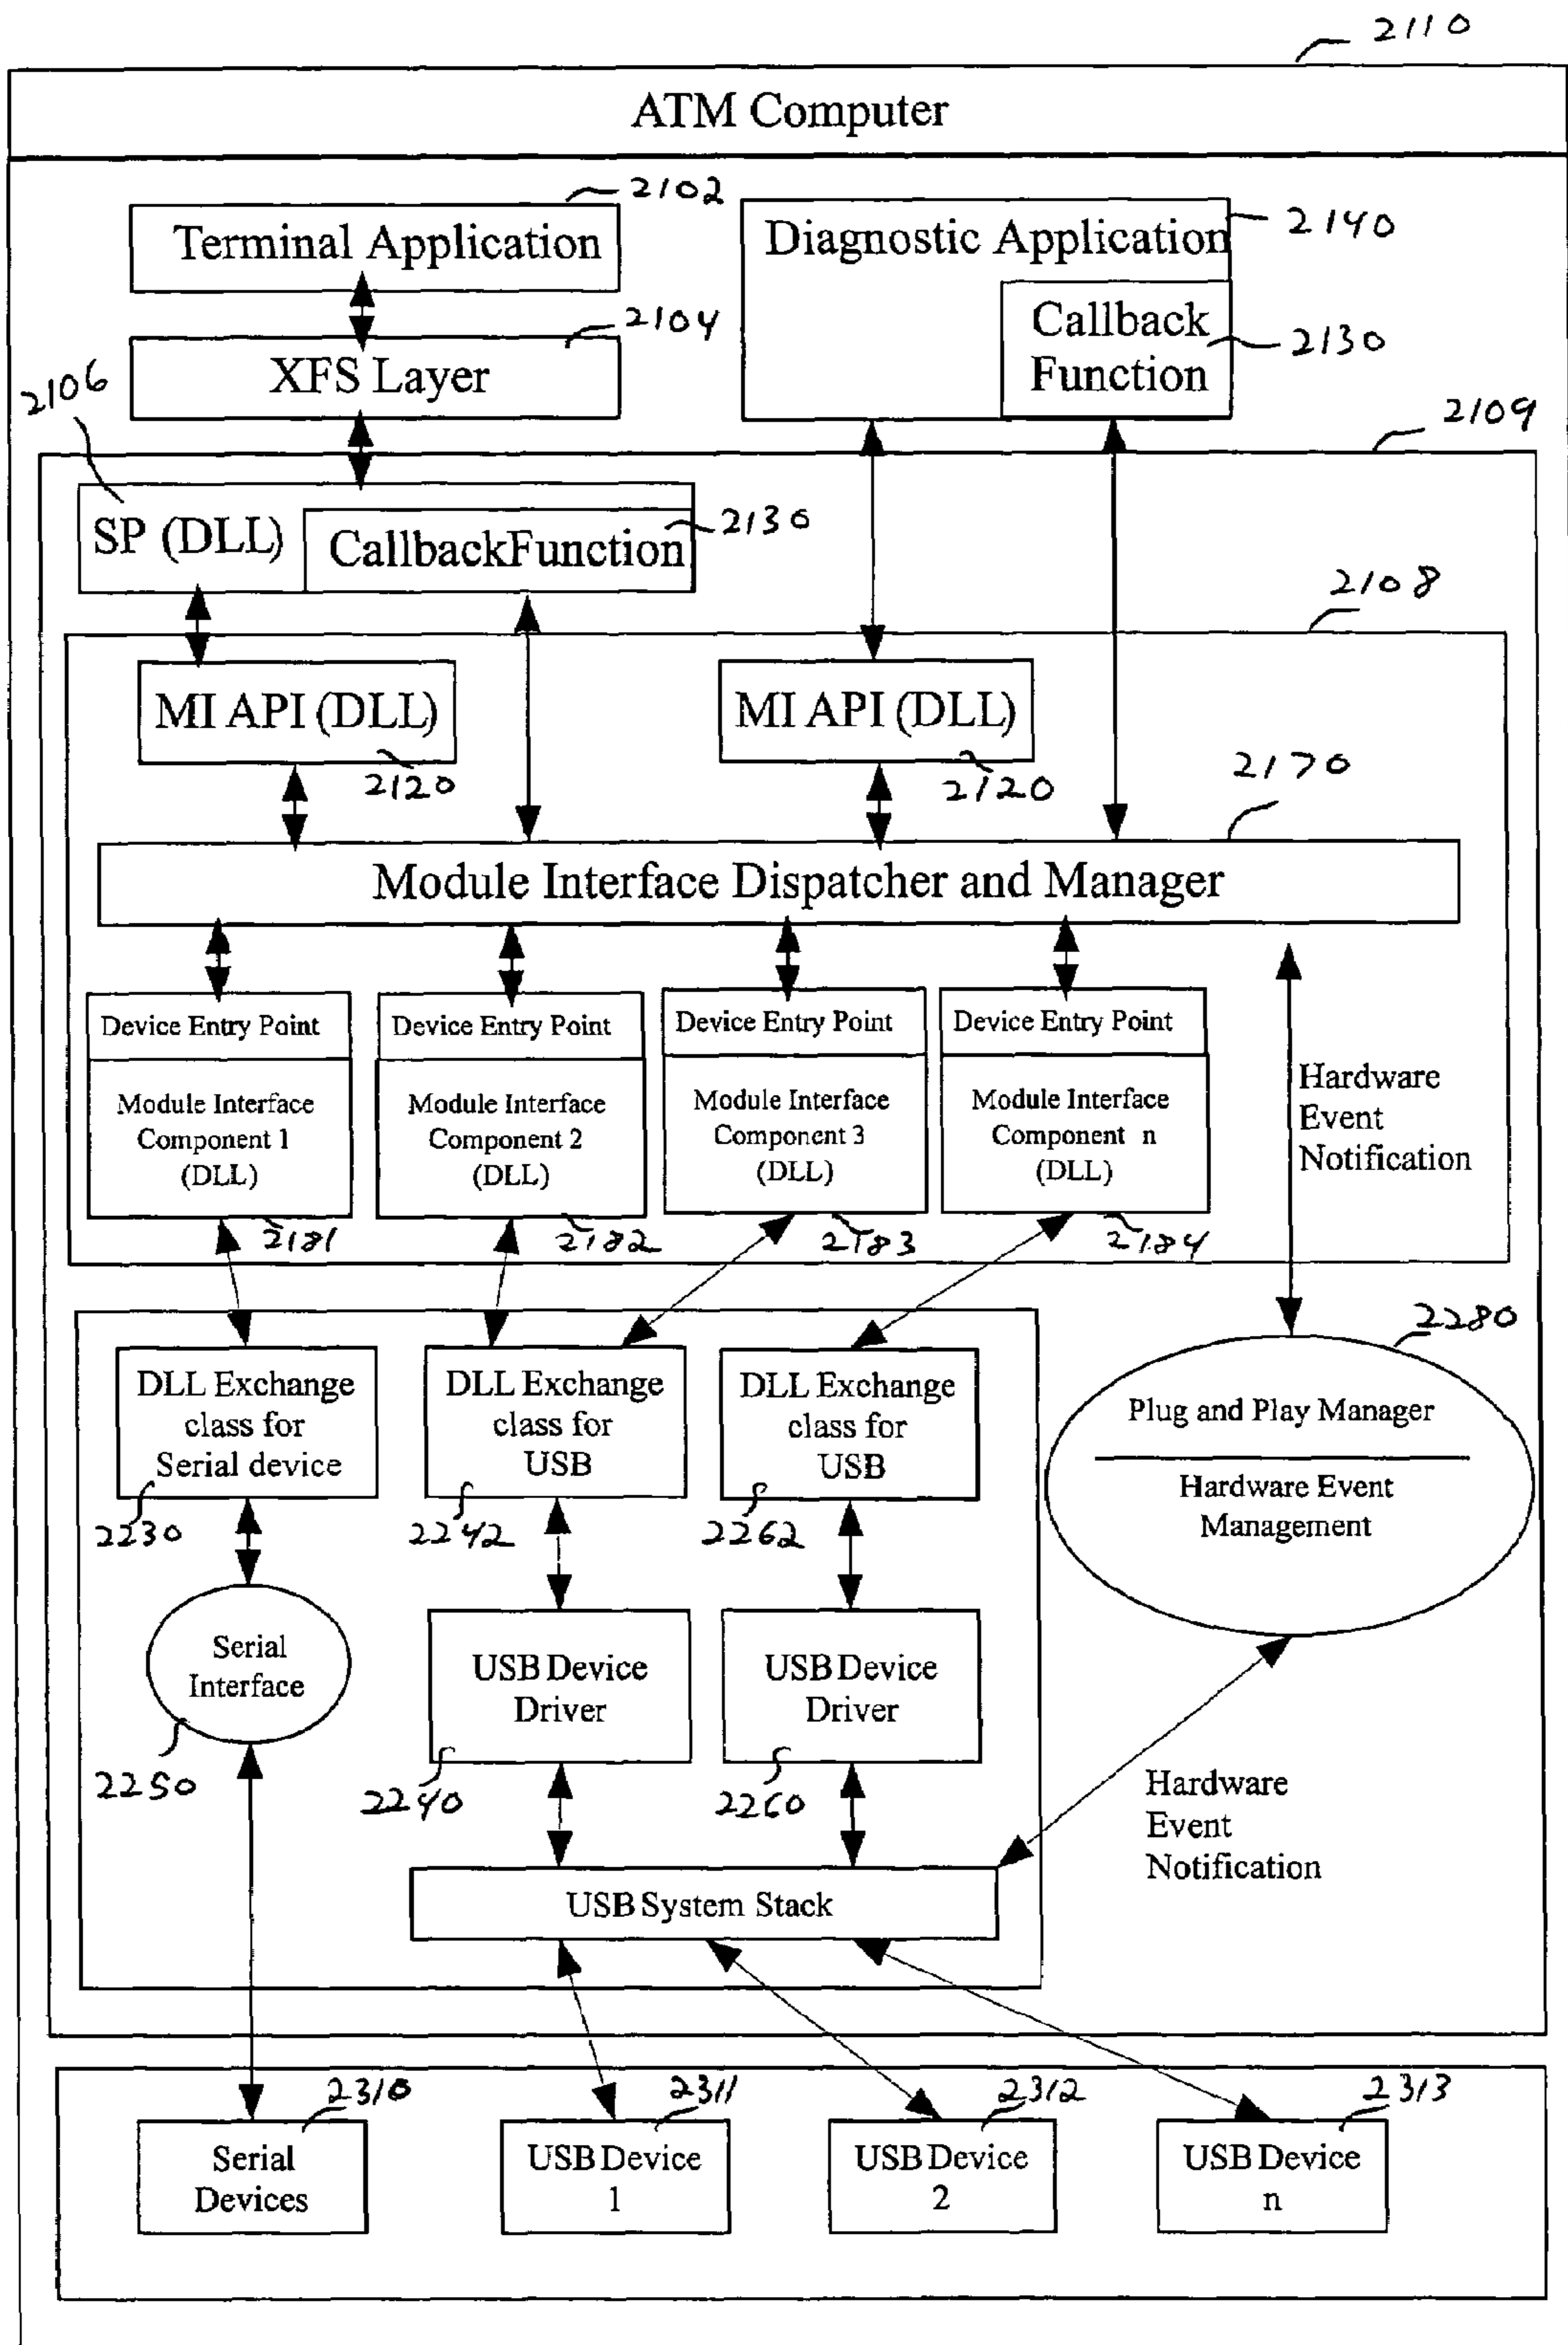 2110
ATM Computer
2102
Terminal Application
2140
Diagnostic Application
2104
XFS Layer
Callback
Function
2130
2106
2109
SP (DLL)
CallbackFunction
2130
2108
MI API (DLL)
MI API (DLL)
2120
2120
2170
Module Interface Dispatcher and Manager
Device Entry Point
Device Entry Point
Device Entry Point
Device Entry Point
Module Interface
Component 1
(DLL)
Module Interface
Component 2
(DLL)
Module Interface
Component 3
(DLL)
Module Interface
Component n
(DLL)
Hardware
Event
Notification
2181
2182
2183
2184
2280
DLL Exchange
class for
Serial device
DLL Exchange
class for
USB
DLL Exchange
class for
USB
Plug and Play Manager
Hardware Event
Management
2230
2242
2262
Serial
Interface
USB Device
Driver
USB Device
Driver
2250
2240
2260
Hardware
Event
Notification
USB System Stack
2310
2311
2312
2313
Serial
Devices
USB Device
1
USB Device
2
USB Device
n